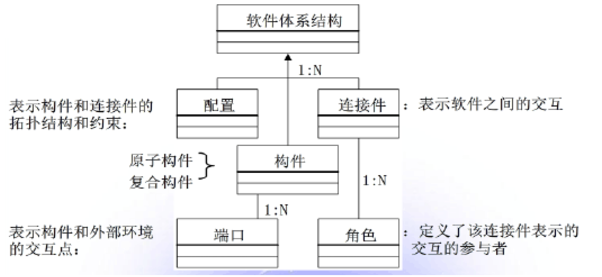 软件体系结构
1:N
表示构件和连接件的
拓扑结构和约束:
配置
连接件
: 表示软件之间的交互
原子构件
复合构件
构件
1:N
1:N
表示构件和外部环境
的交互点:
端口
角色
: 定义了该连接件表示的
交互的参与者